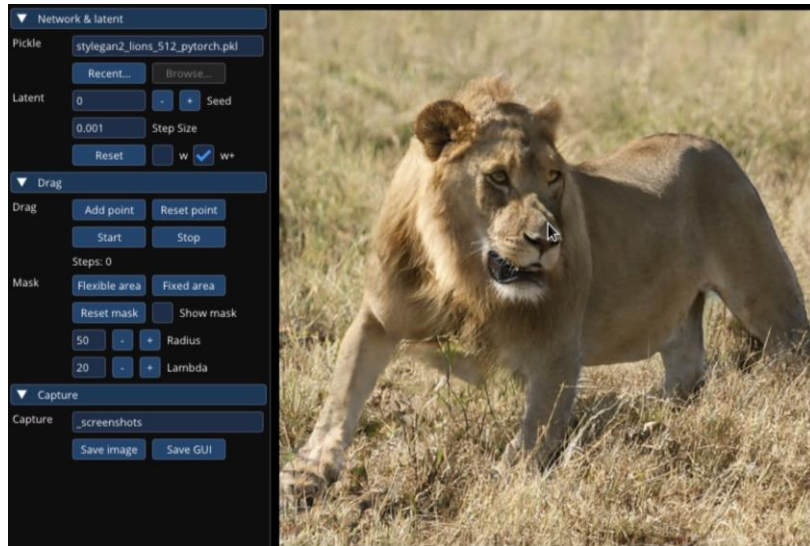 Network & latent
Pickle stylegan2_lions_512_pytorch.pkl
Recent... Browse...
Latent 0 - + Seed
0.001 Step Size
Reset w w+
Drag
Drag Add point Reset point
Start Stop
Steps: 0
Mask Flexible area Fixed area
Reset mask Show mask
50 - + Radius
20 - + Lambda
Capture
Capture _screenshots
Save image Save GUI